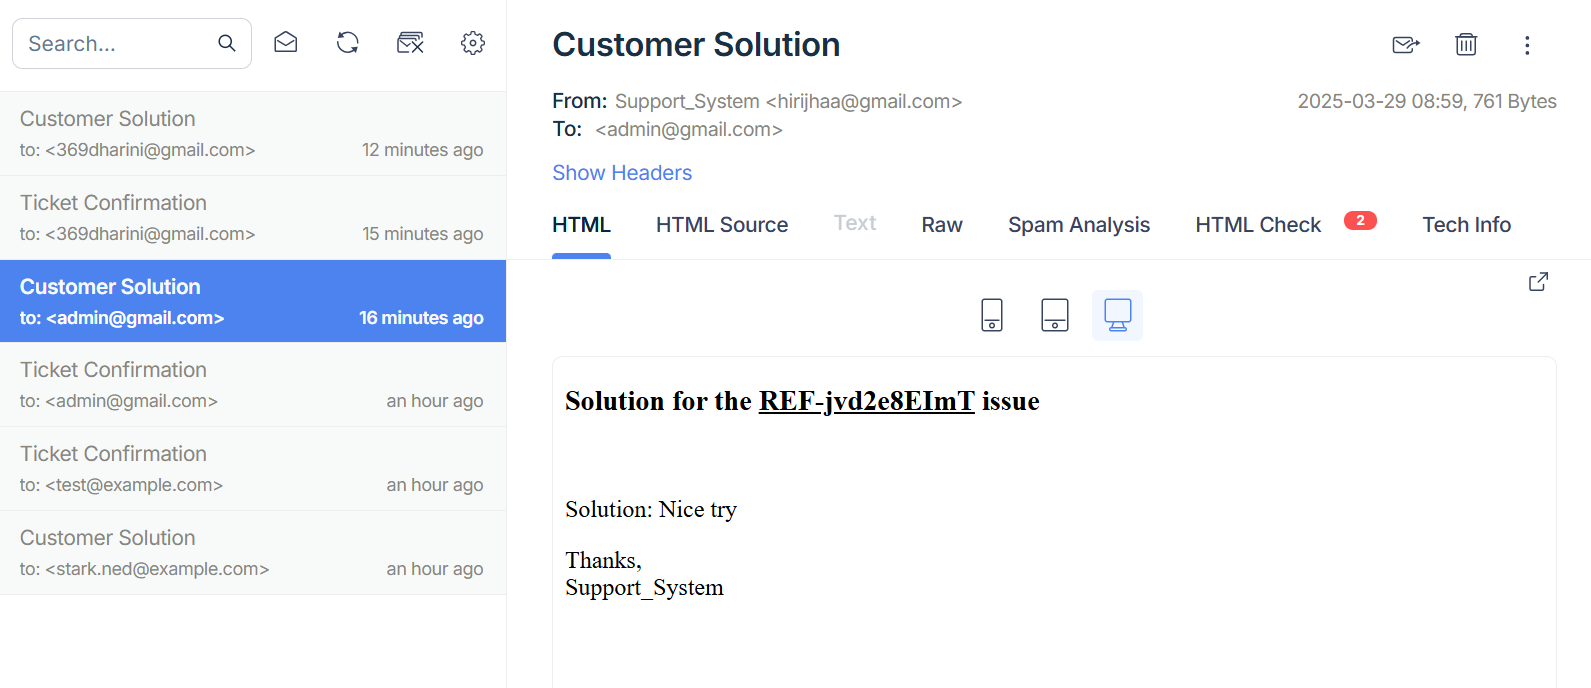 Search...
Customer Solution
to: <369dharini@gmail.com> 12 minutes ago
Ticket Confirmation
to: <369dharini@gmail.com> 15 minutes ago
Customer Solution
to: <admin@gmail.com> 16 minutes ago
Ticket Confirmation
to: <admin@gmail.com> an hour ago
Ticket Confirmation
to: <test@example.com> an hour ago
Customer Solution
to: <stark.ned@example.com> an hour ago
Customer Solution
From: Support_System <hirijhaa@gmail.com> 2025-03-29 08:59, 761 Bytes
To: <admin@gmail.com>
Show Headers
HTML HTML Source Text Raw Spam Analysis HTML Check 2 Tech Info
Solution for the REF-jvd2e8EImT issue
Solution: Nice try
Thanks,
Support_System